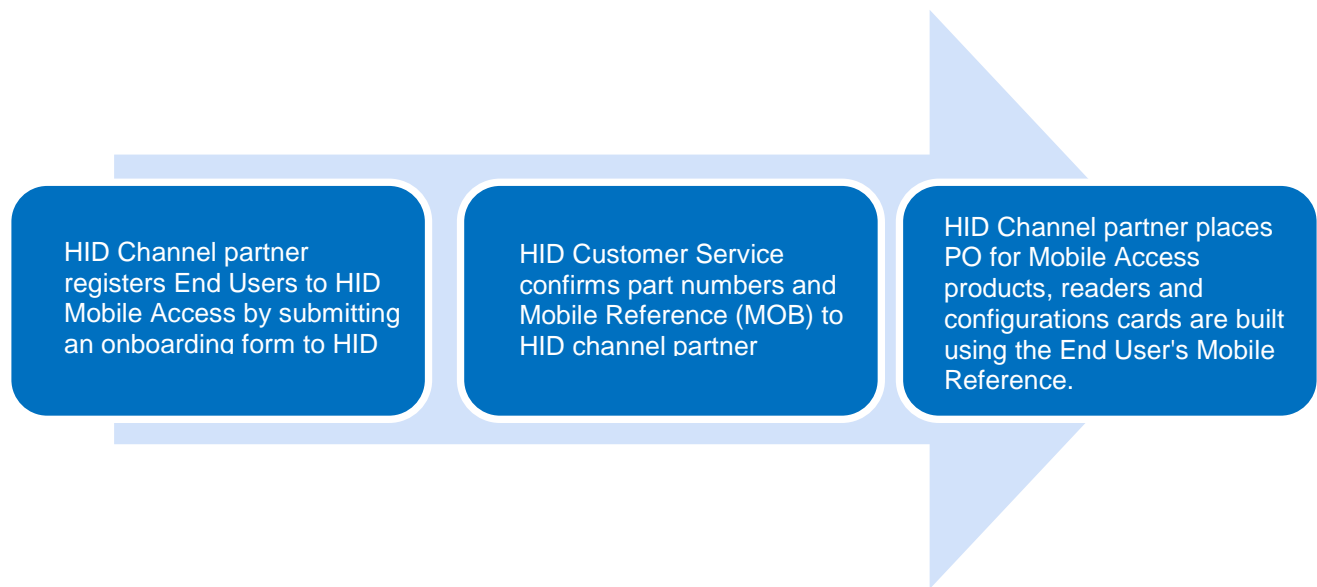 HID Channel partner
registers End Users to HID
Mobile Access by submitting
an onboarding form to HID
HID Customer Service
confirms part numbers and
Mobile Reference (MOB) to
HID channel partner
HID Channel partner places
PO for Mobile Access
products, readers and
configurations cards are built
using the End User's Mobile
Reference.